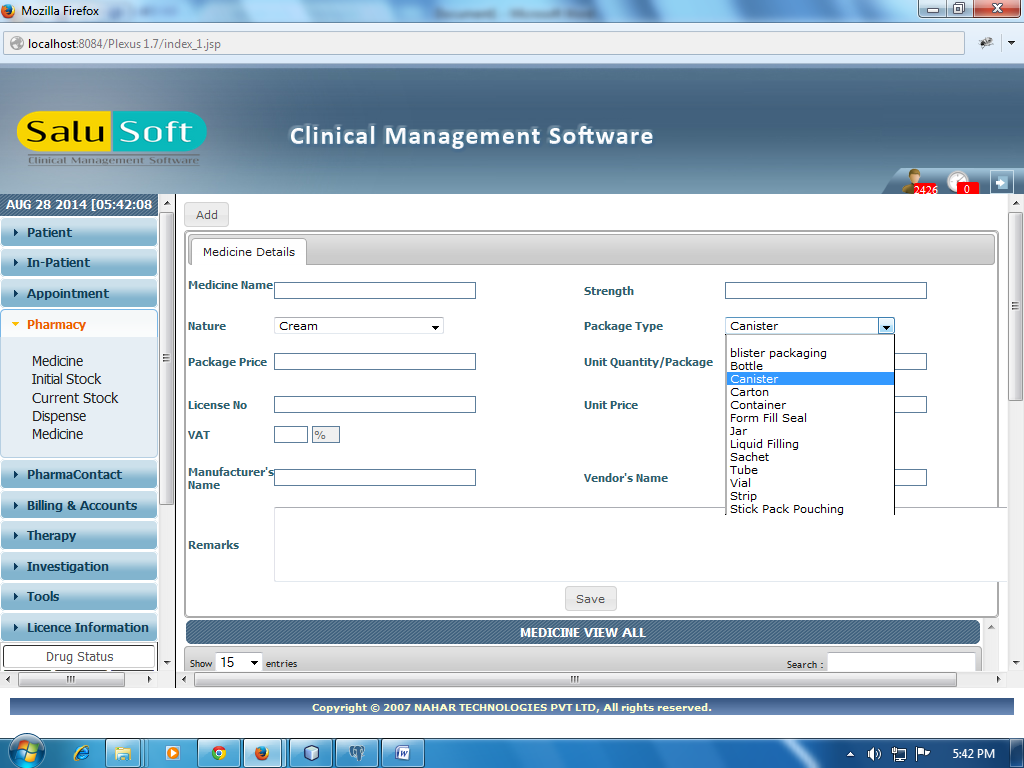 Mozilla Firefox
localhost:8084/Plexus 1.7/index_1.jsp
Salu Soft
Clinical Management Software
Clinical Management Software
2426
0
AUG 28 2014 [05:42:08
Patient
In-Patient
Appointment
Pharmacy
Medicine
Initial Stock
Current Stock
Dispense
Medicine
PharmaContact
Billing & Accounts
Therapy
Investigation
Tools
Licence Information
Drug Status
Add
Medicine Details
Medicine Name
Strength
Nature
Cream
Package Type
Canister
Package Price
Unit Quantity/Package
License No
Unit Price
VAT
%
Manufacturer's
Name
Vendor's Name
blister packaging
Bottle
Canister
Carton
Container
Form Fill Seal
Jar
Liquid Filling
Sachet
Tube
Vial
Strip
Stick Pack Pouching
Remarks
Save
MEDICINE VIEW ALL
Show 15 entries
Search :
Copyright © 2007 NAHAR TECHNOLOGIES PVT LTD, All rights reserved.
5:42 PM